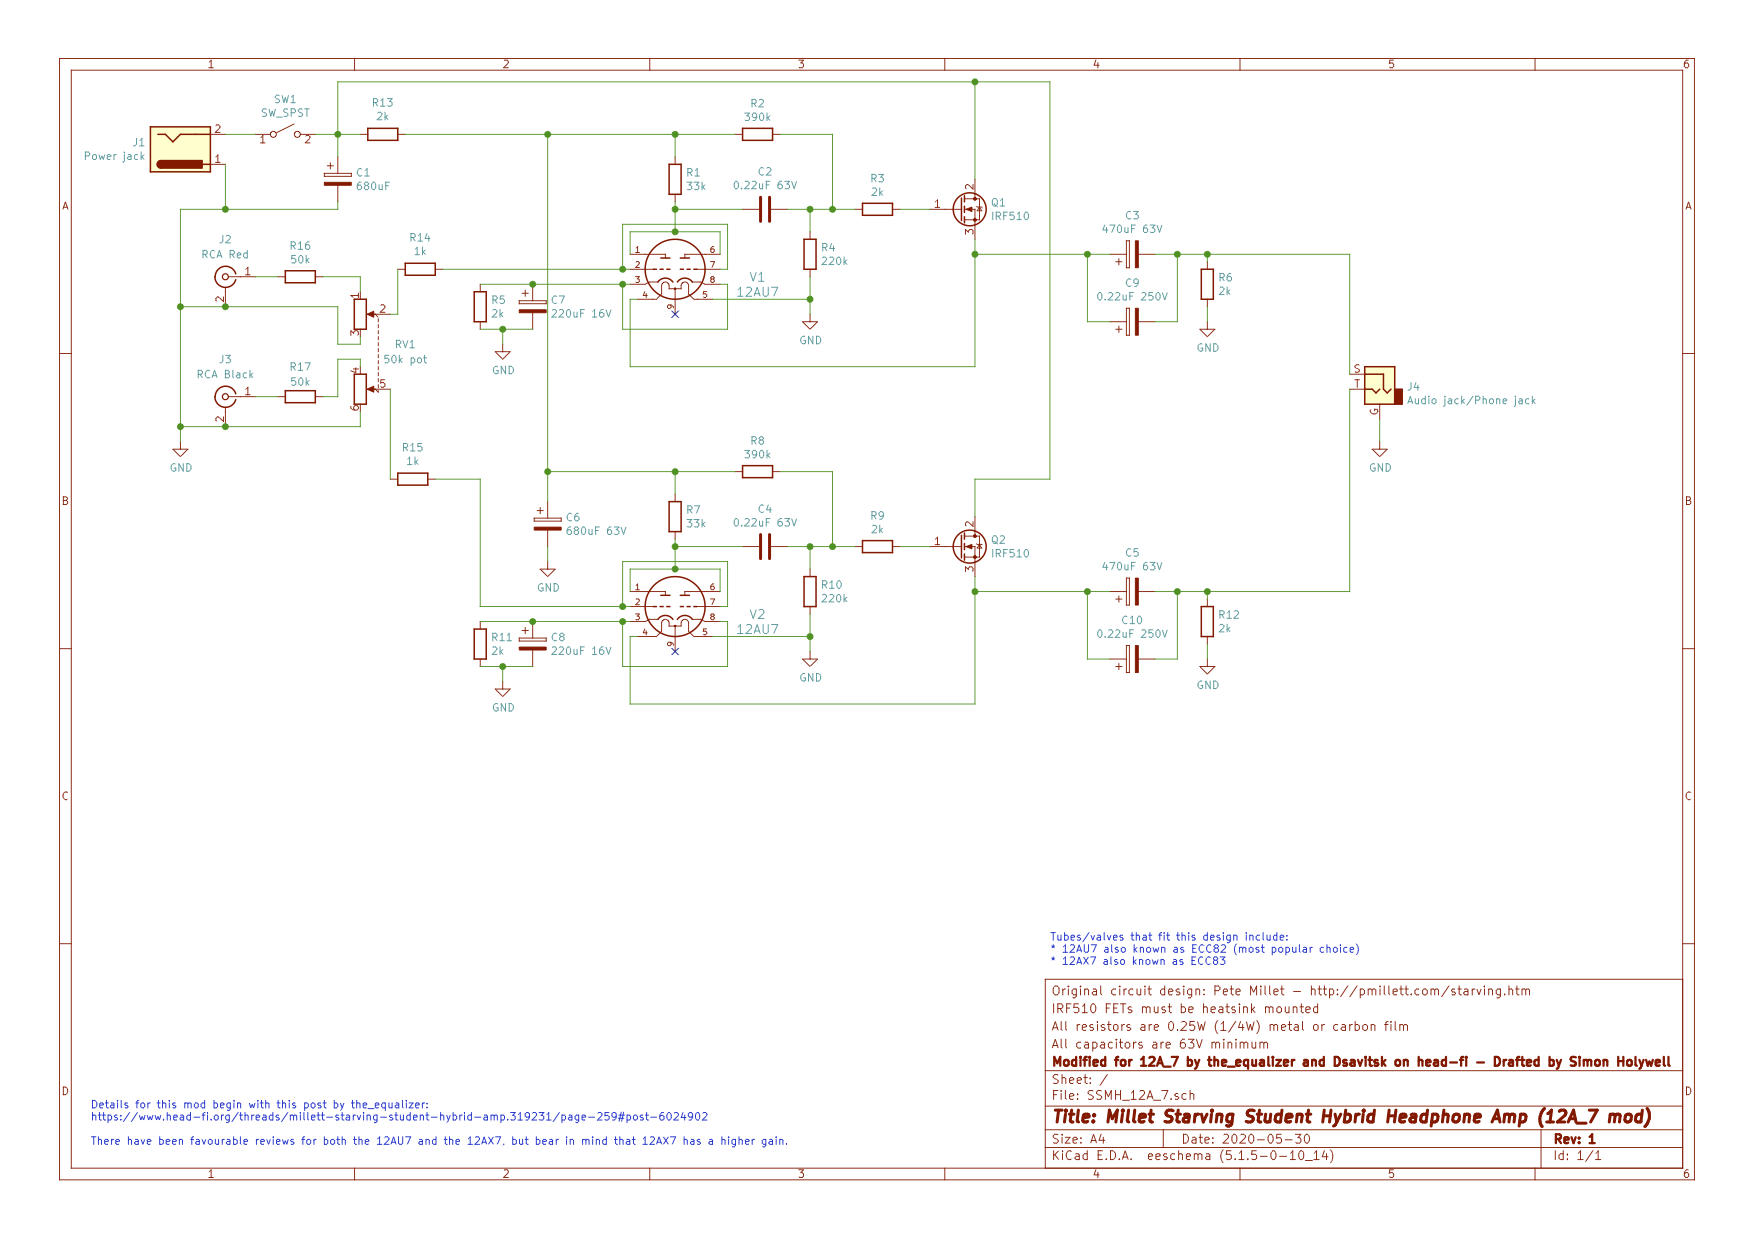 1 2 3 4 5 6
A
B
C
D
A
B
C
D
1 2 3 4 5 6
SW1
SW_SPST
1
2
J1
Power jack
2
1
R13
2k
+
C1
680uF
R2
390k
R1
33k
C2
0.22uF 63V
R3
2k
R4
220k
1
2
3
Q1
IRF510
J2
RCA Red
1
2
R16
50k
R14
1k
1
2
3
4
5
6
RV1
50k pot
J3
RCA Black
1
2
R17
50k
GND
R15
1k
R5
2k
+
C7
220uF 16V
GND
1
2
3
4
5
6
7
8
9
V1
12AU7
GND
C3
470uF 63V
+
C9
0.22uF 250V
+
R6
2k
GND
S
T
G
J4
Audio jack/Phone jack
GND
R8
390k
+
C6
680uF 63V
GND
R7
33k
C4
0.22uF 63V
R9
2k
R10
220k
1
2
3
Q2
IRF510
R11
2k
+
C8
220uF 16V
GND
1
2
3
4
5
6
7
8
9
V2
12AU7
GND
C5
470uF 63V
+
C10
0.22uF 250V
+
R12
2k
GND
Tubes/valves that fit this design include:
* 12AU7 also known as ECC82 (most popular choice)
* 12AX7 also known as ECC83
Original circuit design: Pete Millet – http://pmillett.com/starving.htm
IRF510 FETs must be heatsink mounted
All resistors are 0.25W (1/4W) metal or carbon film
All capacitors are 63V minimum
Modified for 12A_7 by the_equalizer and Dsavitsk on head-fi - Drafted by Simon Holywell
Sheet: /
File: SSMH_12A_7.sch
Title: Millet Starving Student Hybrid Headphone Amp (12A_7 mod)
Size: A4 Date: 2020-05-30 Rev: 1
KiCad E.D.A. eeschema (5.1.5-0-10_14) Id: 1/1
Details for this mod begin with this post by the_equalizer:
https://www.head-fi.org/threads/millett-starving-student-hybrid-amp.319231/page-259#post-6024902
There have been favourable reviews for both the 12AU7 and the 12AX7, but bear in mind that 12AX7 has a higher gain.